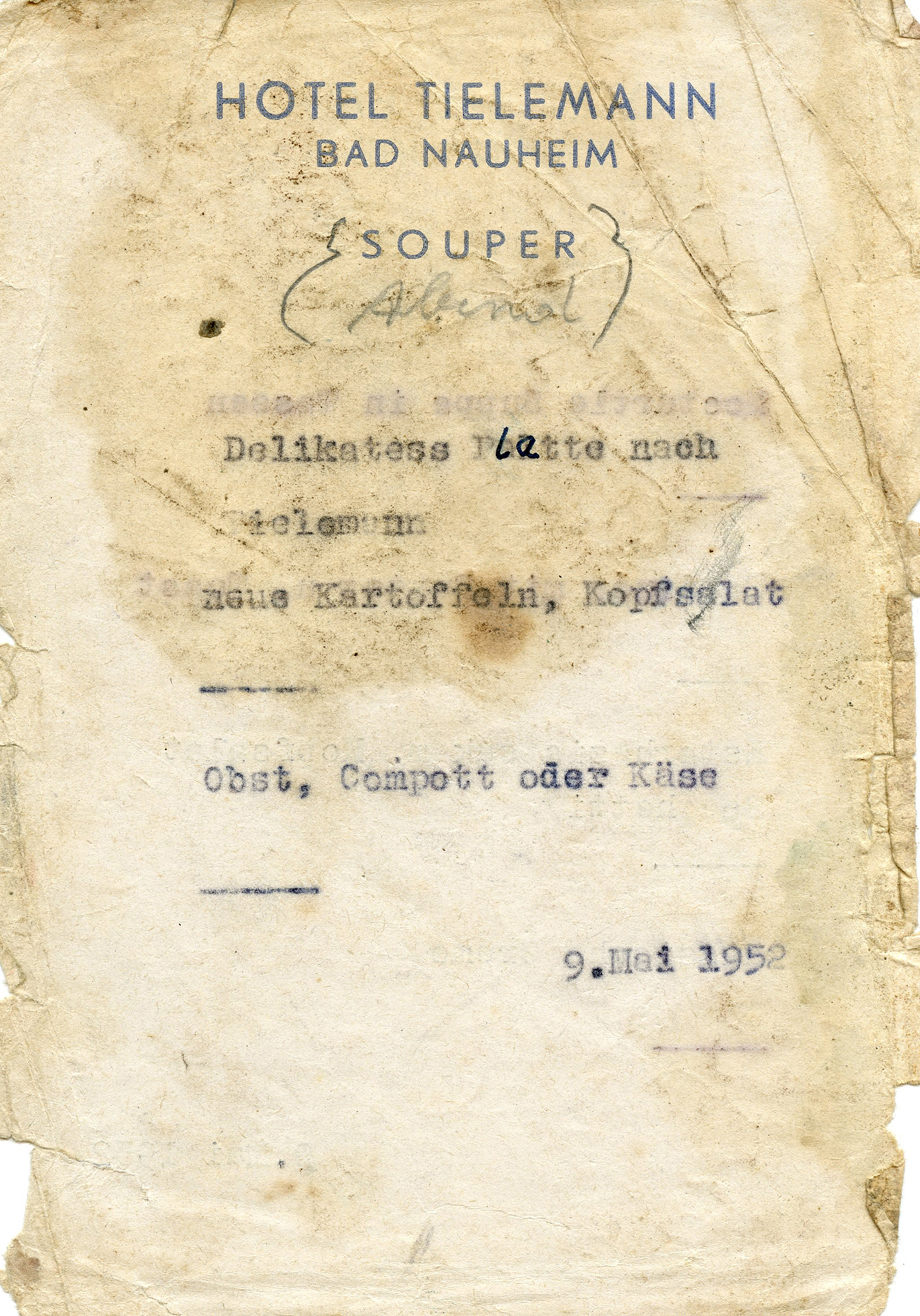 HOTEL TIELEMANN
BAD NAUHEIM
{SOUPER}
(Abend)
Delikatess Platte nach
Tielemann
neue Kartoffeln, Kopfsalat
Obst, Compott oder Käse
9.Mai 1952